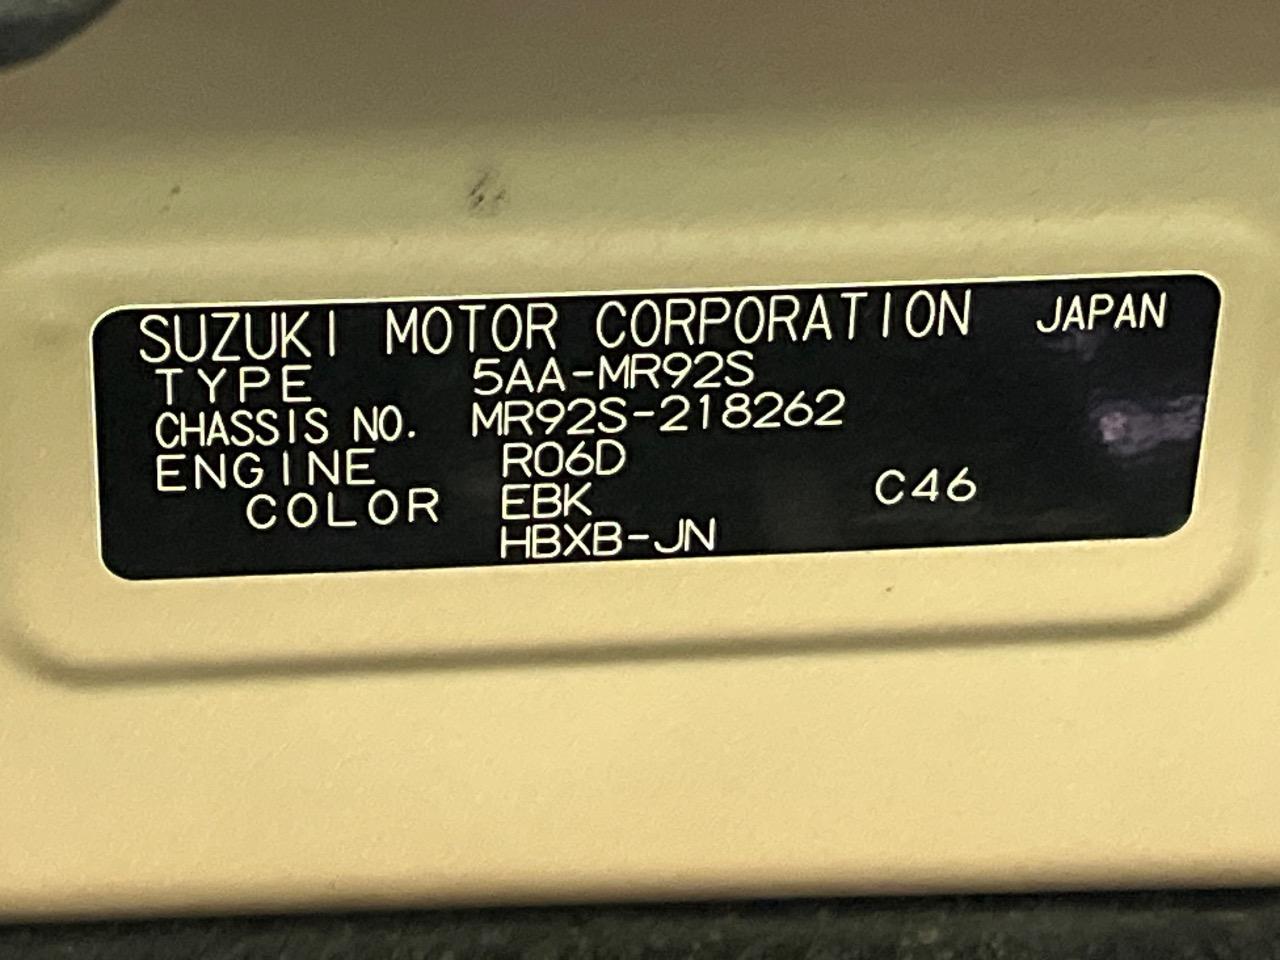 SUZUKI MOTOR CORPORATION JAPAN
TYPE 5AA-MR92S
CHASSIS NO. MR92S-218262
ENGINE R06D
COLOR EBK C46
HBXB-JN